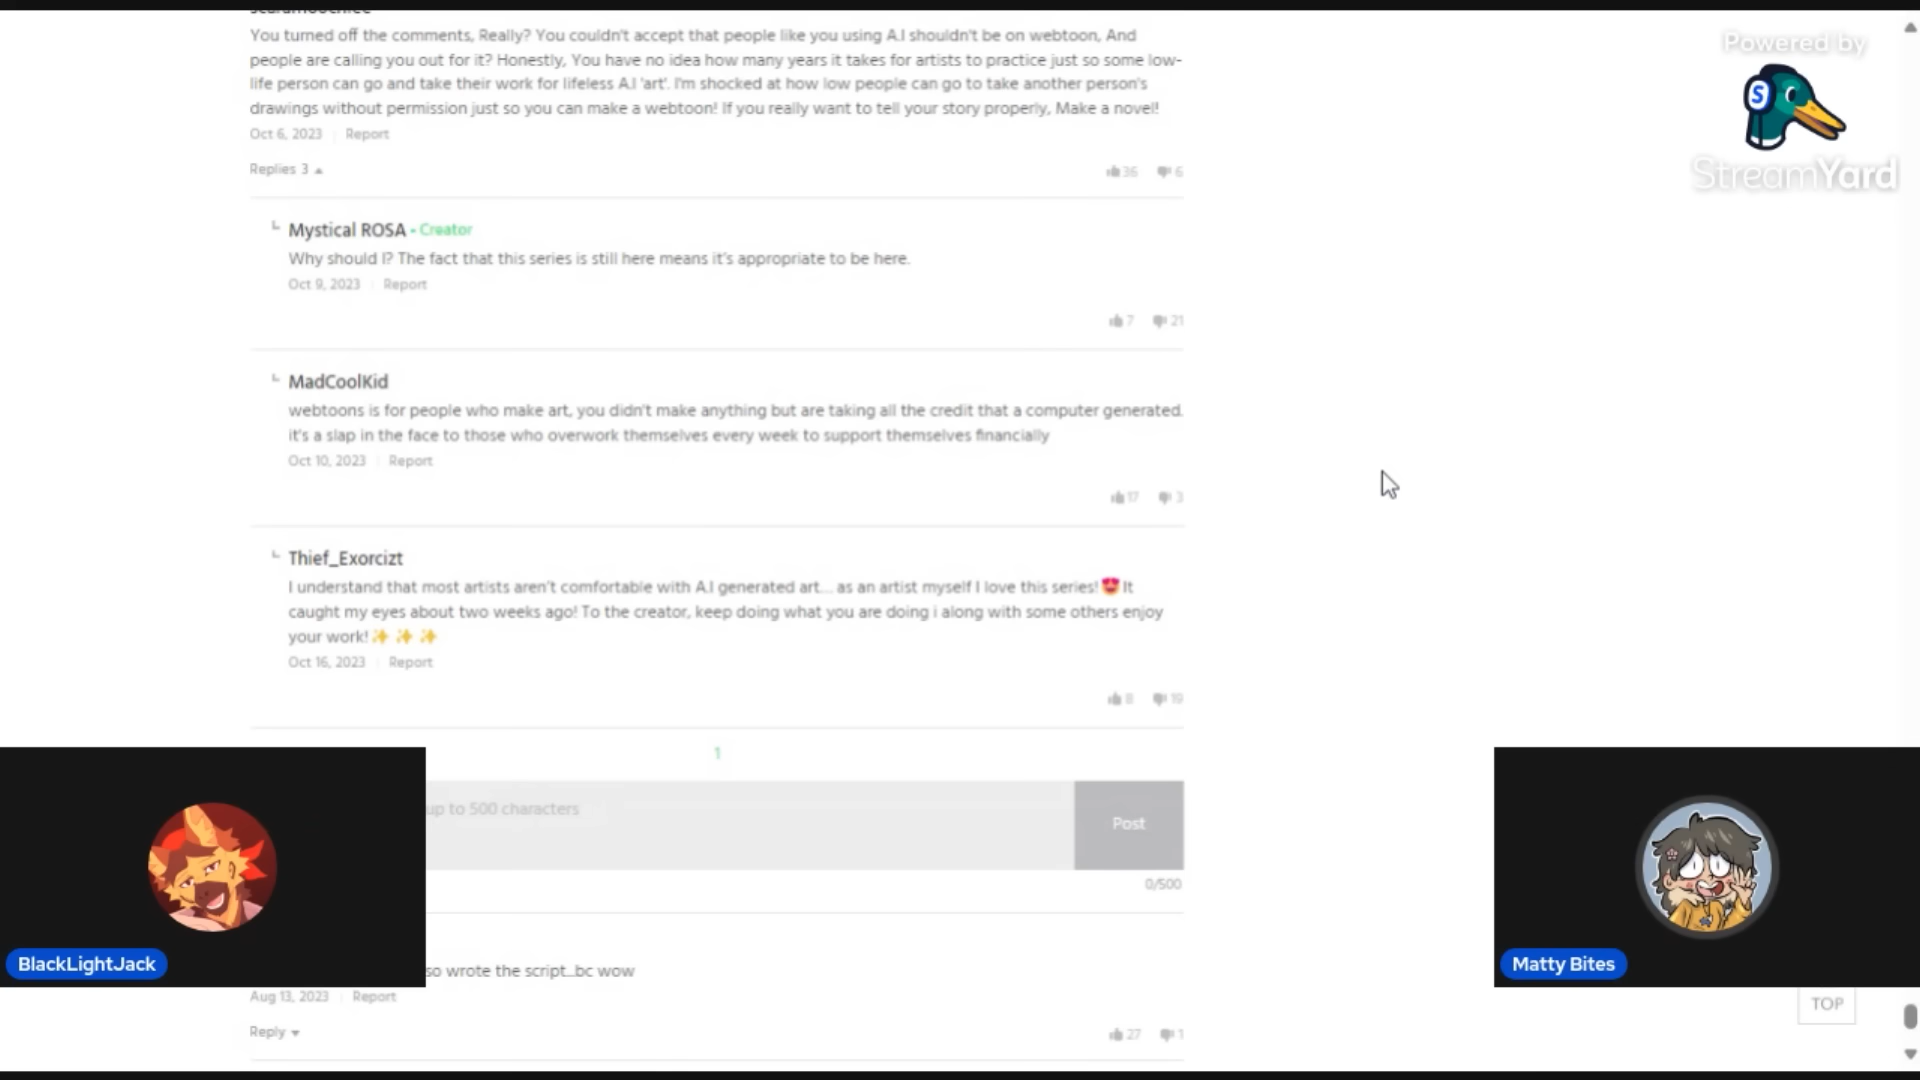 You turned off the comments, Really? You couldn't accept that people like you using A.I shouldn't be on webtoon, And
people are calling you out for it? Honestly, You have no idea how many years it takes for artists to practice just so some low-
life person can go and take their work for lifeless A.I 'art'. I'm shocked at how low people can go to take another person's
drawings without permission just so you can make a webtoon! If you really want to tell your story properly, Make a novel!
Oct 6, 2023 Report
Replies 3
36 6
Mystical ROSA - Creator
Why should I? The fact that this series is still here means it's appropriate to be here.
Oct 9, 2023 Report
7 21
MadCoolKid
webtoons is for people who make art, you didn't make anything but are taking all the credit that a computer generated.
it's a slap in the face to those who overwork themselves every week to support themselves financially
Oct 10, 2023 Report
17 3
Thief_Exorcizt
I understand that most artists aren't comfortable with A.I generated art... as an artist myself I love this series!😍It
caught my eyes about two weeks ago! To the creator, keep doing what you are doing i along with some others enjoy
your work!✨ ✨ ✨
Oct 16, 2023 Report
8 19
1
up to 500 characters
Post
0/500
so wrote the script...bc wow
Aug 13, 2023 Report
Reply
27 1
Powered by
S
StreamYard
BlackLightJack
Matty Bites
TOP